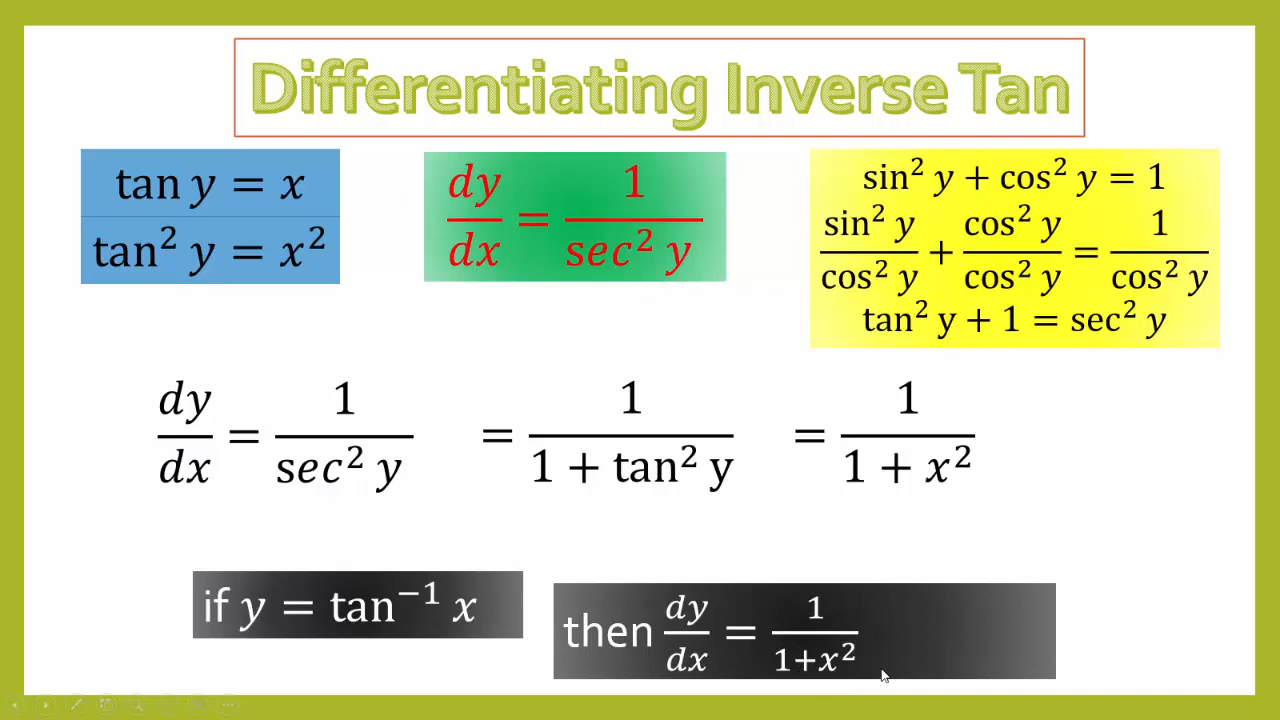 Differentiating Inverse Tan
tan y = x
tan² y = x²
dy/dx = 1/sec² y
sin² y + cos² y = 1
sin² y/cos² y + cos² y/cos² y = 1/cos² y
tan² y + 1 = sec² y
dy/dx = 1/sec² y = 1/(1 + tan² y) = 1/(1 + x²)
if y = tan⁻¹ x
then dy/dx = 1/(1+x²)